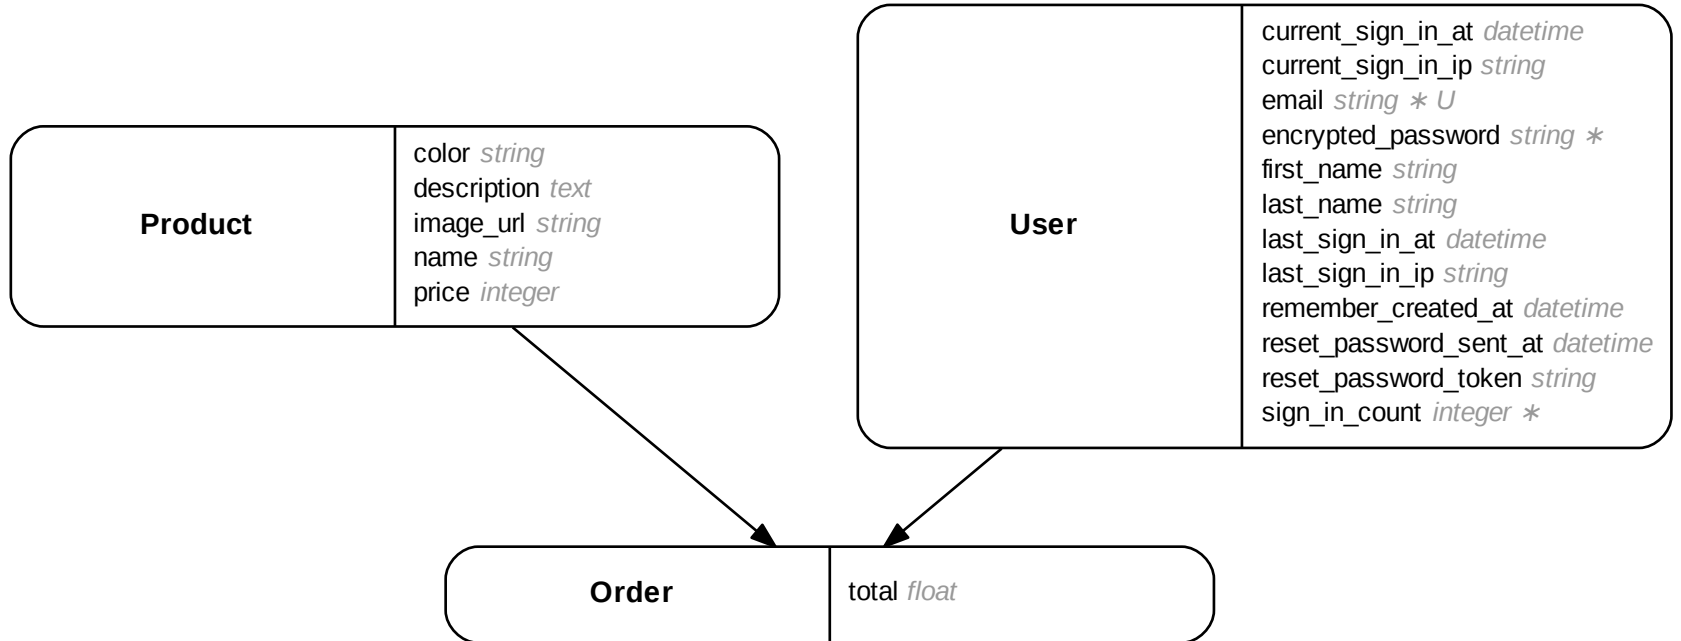 Product
color string
description text
image_url string
name string
price integer
User
current_sign_in_at datetime
current_sign_in_ip string
email string ∗ U
encrypted_password string ∗
first_name string
last_name string
last_sign_in_at datetime
last_sign_in_ip string
remember_created_at datetime
reset_password_sent_at datetime
reset_password_token string
sign_in_count integer ∗
Order
total float